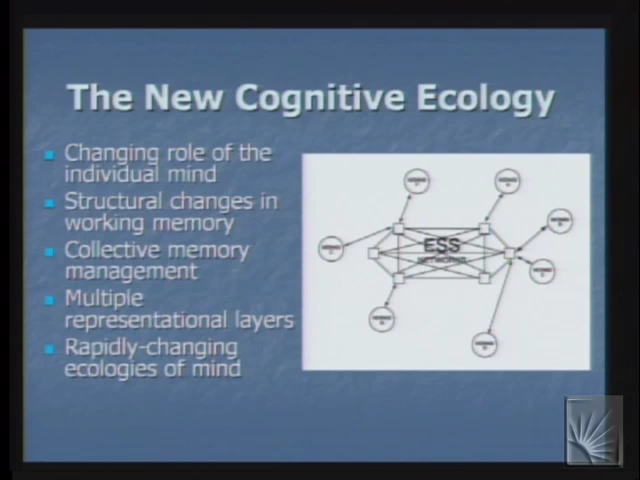 The New Cognitive Ecology
Changing role of the
individual mind
Structural changes in
working memory
Collective memory
management
Multiple
representational layers
Rapidly-changing
ecologies of mind
ESS
NETWORKS